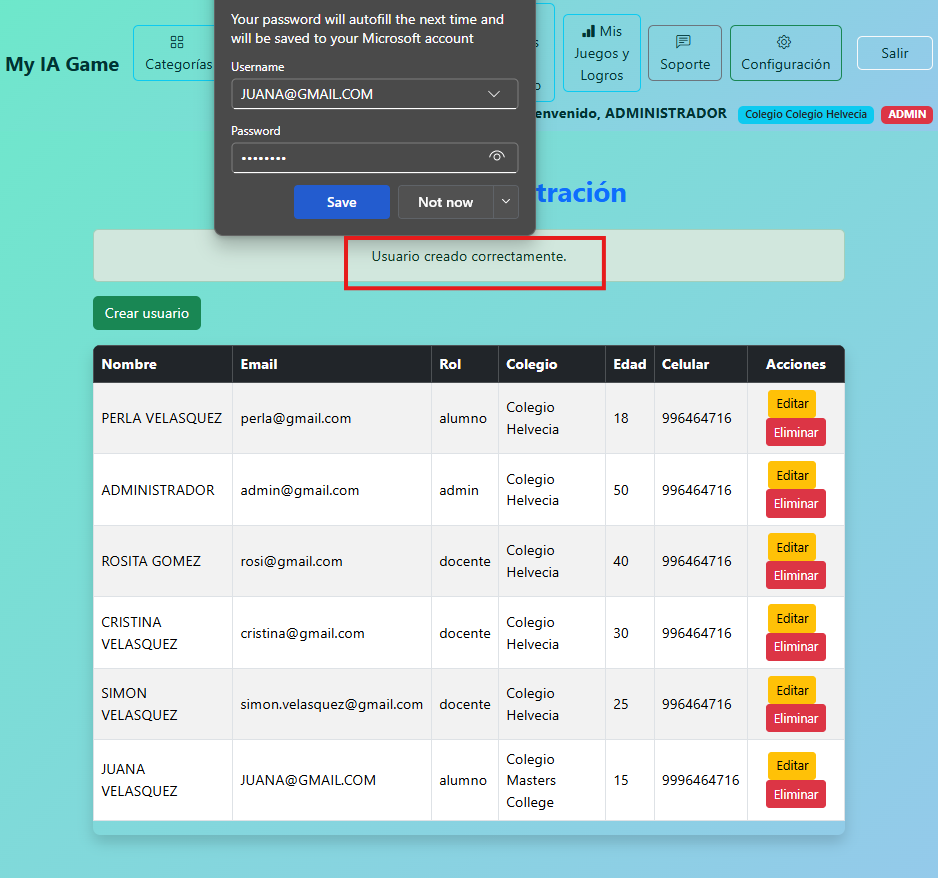 Your password will autofill the next time and
will be saved to your Microsoft account
Username
JUANA@GMAIL.COM
Password
Save
Not now
My IA Game
Categorías
Mis
Juegos y
Logros
Soporte
Configuración
Salir
envenido, ADMINISTRADOR
Colegio Colegio Helvecia
ADMIN
tración
Usuario creado correctamente.
Crear usuario
Nombre Email Rol Colegio Edad Celular Acciones
PERLA VELASQUEZ perla@gmail.com alumno Colegio
Helvecia 18 996464716 Editar
Eliminar
ADMINISTRADOR admin@gmail.com admin Colegio
Helvecia 50 996464716 Editar
Eliminar
ROSITA GOMEZ rosi@gmail.com docente Colegio
Helvecia 40 996464716 Editar
Eliminar
CRISTINA
VELASQUEZ cristina@gmail.com docente Colegio
Helvecia 30 996464716 Editar
Eliminar
SIMON
VELASQUEZ simon.velasquez@gmail.com docente Colegio
Helvecia 25 996464716 Editar
Eliminar
JUANA
VELASQUEZ JUANA@GMAIL.COM alumno Colegio
Masters
College 15 9996464716 Editar
Eliminar